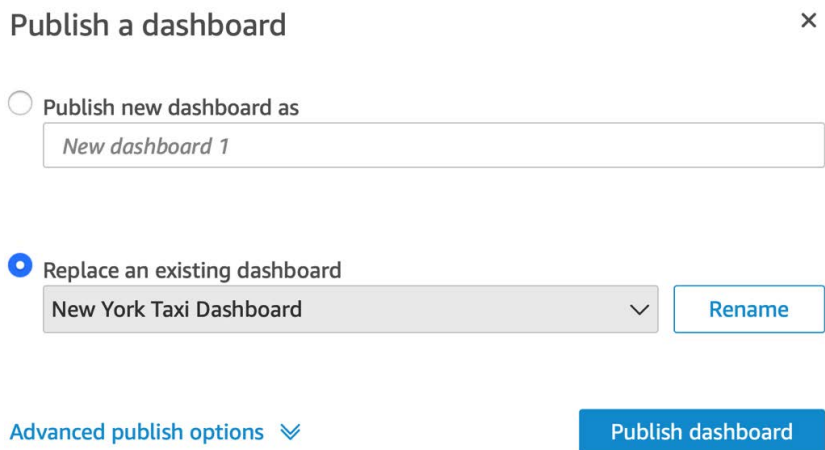 Publish a dashboard
Publish new dashboard as
New dashboard 1
Replace an existing dashboard
New York Taxi Dashboard
Rename
Advanced publish options
Publish dashboard